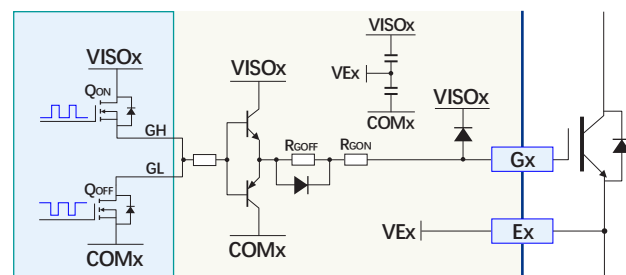 VISOx
QON
GH
GL
QOFF
COMx
VISOx
RGOFF
RGON
COMx
VISOx
VEx
COMx
VISOx
Gx
VEx
Ex